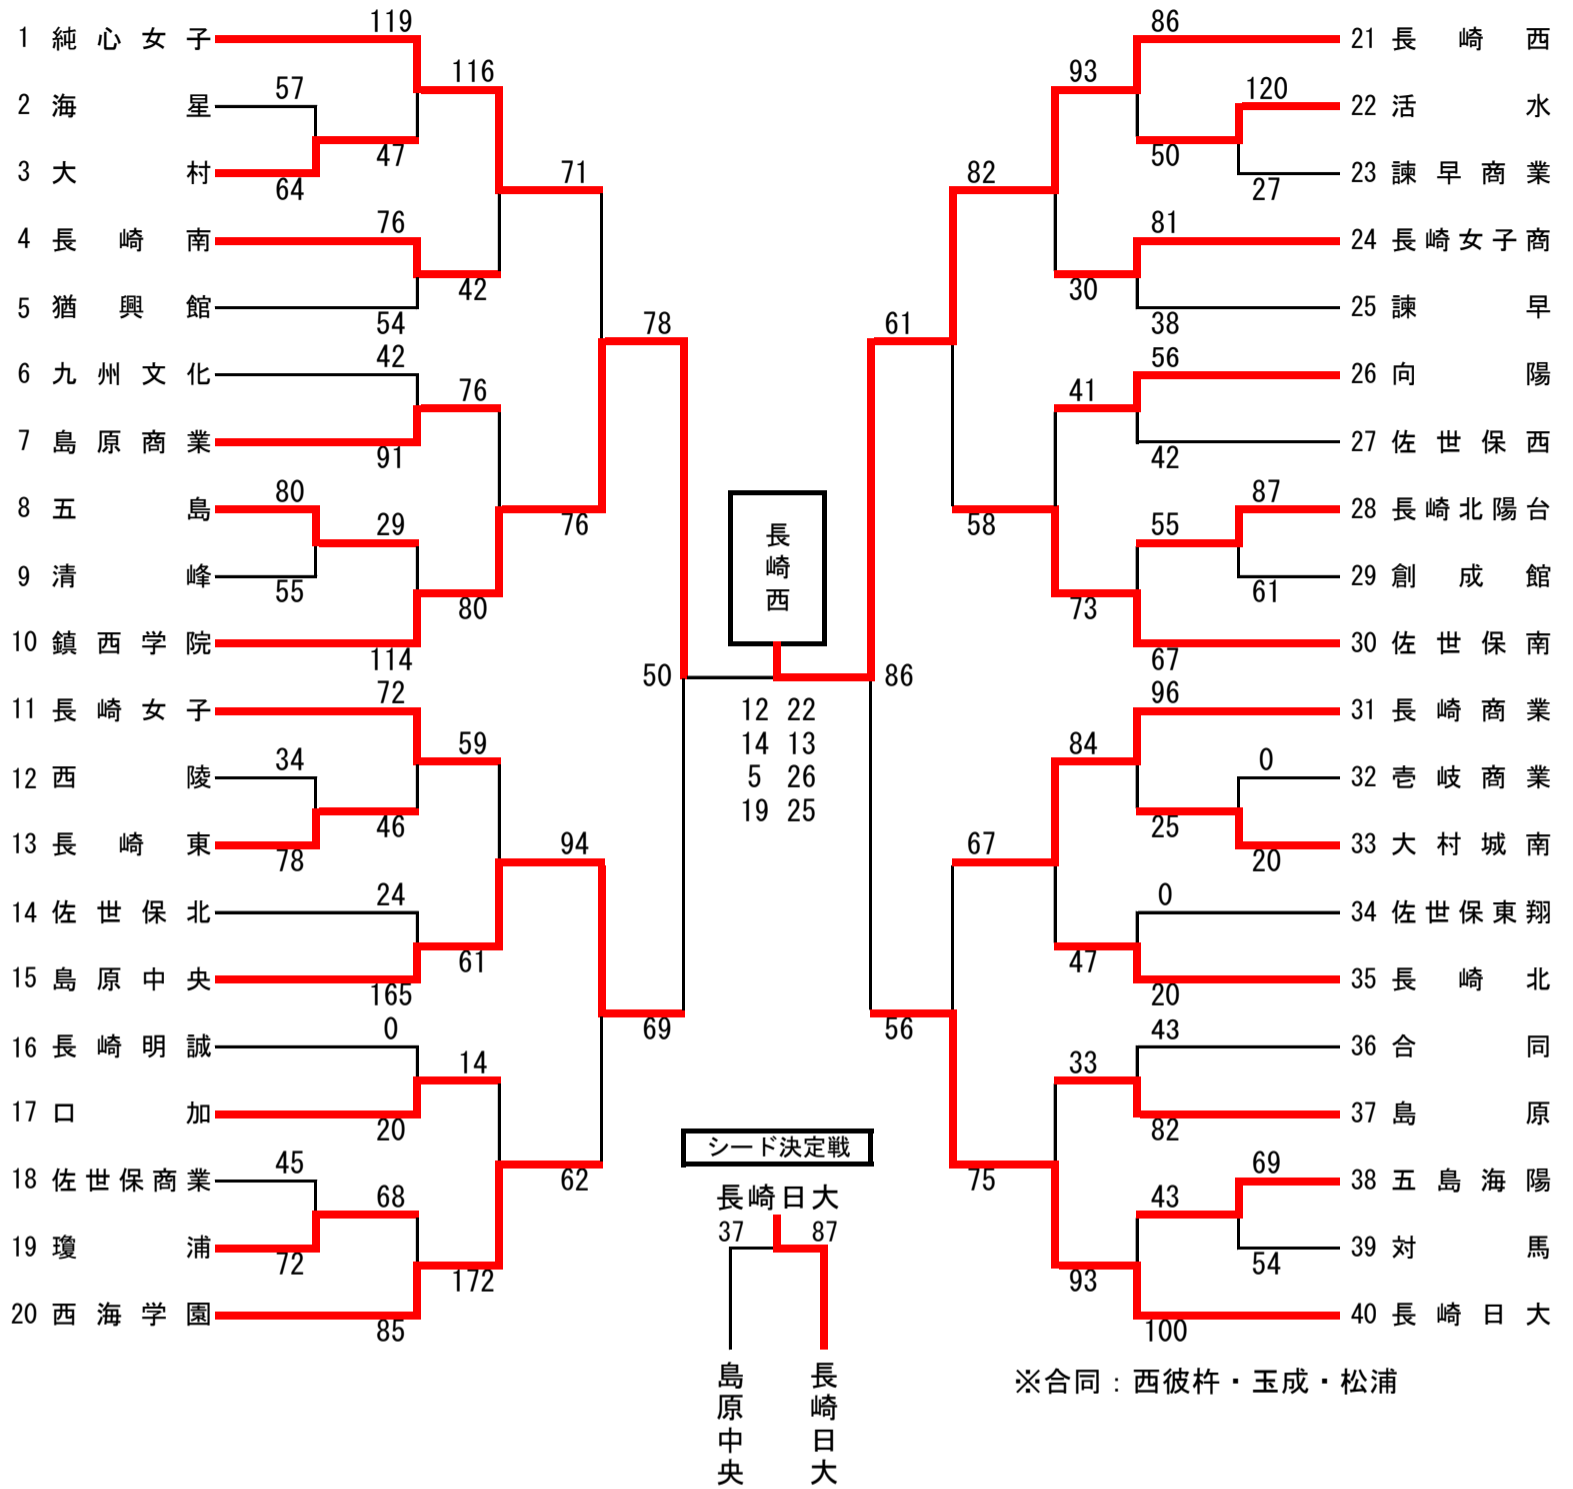 1 純心女子
2 海星
3 大村
4 長崎南
5 猶興館
6 九州文化
7 島原商業
8 五島
9 清峰
10 鎮西学院
11 長崎女子
12 西陵
13 長崎東
14 佐世保北
15 島原中央
16 長崎明誠
17 口加
18 佐世保商業
19 瓊浦
20 西海学園
57
64
80
55
34
78
45
72
119
47
76
54
42
91
29
114
72
46
24
165
0
20
68
85
116
42
76
80
59
61
14
172
71
76
94
62
78
69
50
長崎西
86
12 22
14 13
5 26
19 25
61
56
82
58
67
75
93
30
41
73
84
47
33
93
86
50
81
38
56
42
55
67
96
25
0
20
43
82
43
100
120
27
87
61
0
20
69
54
21 長崎西
22 活水
23 諫早商業
24 長崎女子商
25 諫早
26 向陽
27 佐世保西
28 長崎北陽台
29 創成館
30 佐世保南
31 長崎商業
32 壱岐商業
33 大村城南
34 佐世保東翔
35 長崎北
36 合同
37 島原
38 五島海陽
39 対馬
40 長崎日大
シード決定戦
長崎日大
37 87
島原中央
長崎日大
※合同：西彼杵・玉成・松浦